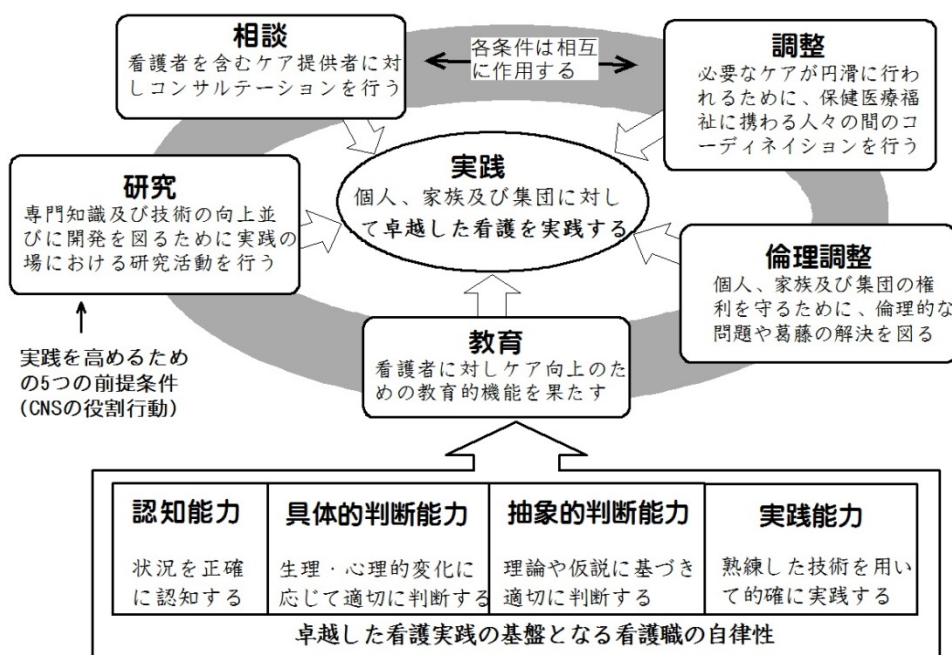 相談
看護者を含むケア提供者に対
しコンサルテーションを行う
各条件は相互
に作用する
調整
必要なケアが円滑に行わ
れるために、保健医療福
祉に携わる人々の間のコ
ーディネイションを行う
研究
専門知識及び技術の向上並
びに開発を図るために実践の
場における研究活動を行う
実践
個人、家族及び集団に対し
て卓越した看護を実践する
倫理調整
個人、家族及び集団の権
利を守るために、倫理的な
問題や葛藤の解決を図る
教育
看護者に対しケア向上のた
めの教育的機能を果たす
実践を高めるため
の5つの前提条件
(CNSの役割行動)
認知能力
状況を正確
に認知する
具体的判断能力
生理・心理的変化に
応じて適切に判断する
抽象的判断能力
理論や仮説に基づき
適切に判断する
実践能力
熟練した技術を用い
て的確に実践する
卓越した看護実践の基盤となる看護職の自律性